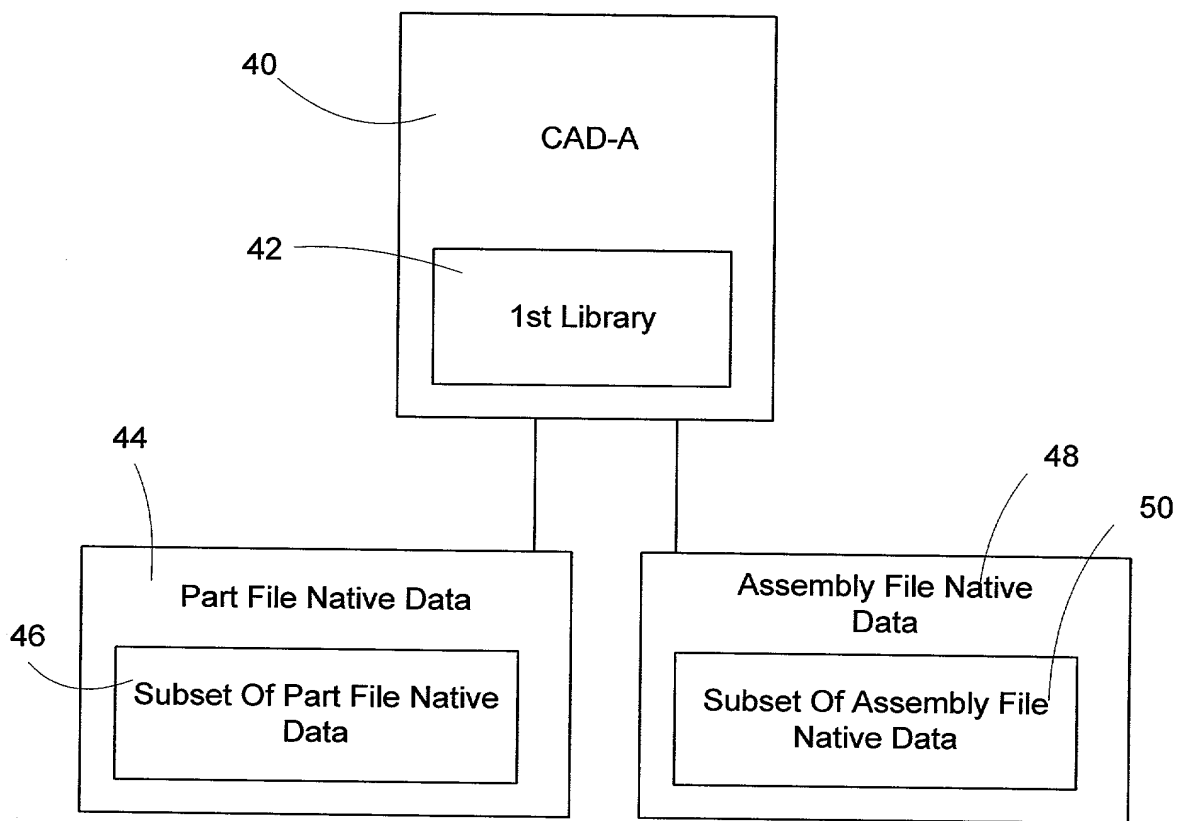 40
CAD-A
42
1st Library
44
48
50
Part File Native Data
Assembly File Native
Data
46
Subset Of Part File Native
Data
Subset Of Assembly File
Native Data